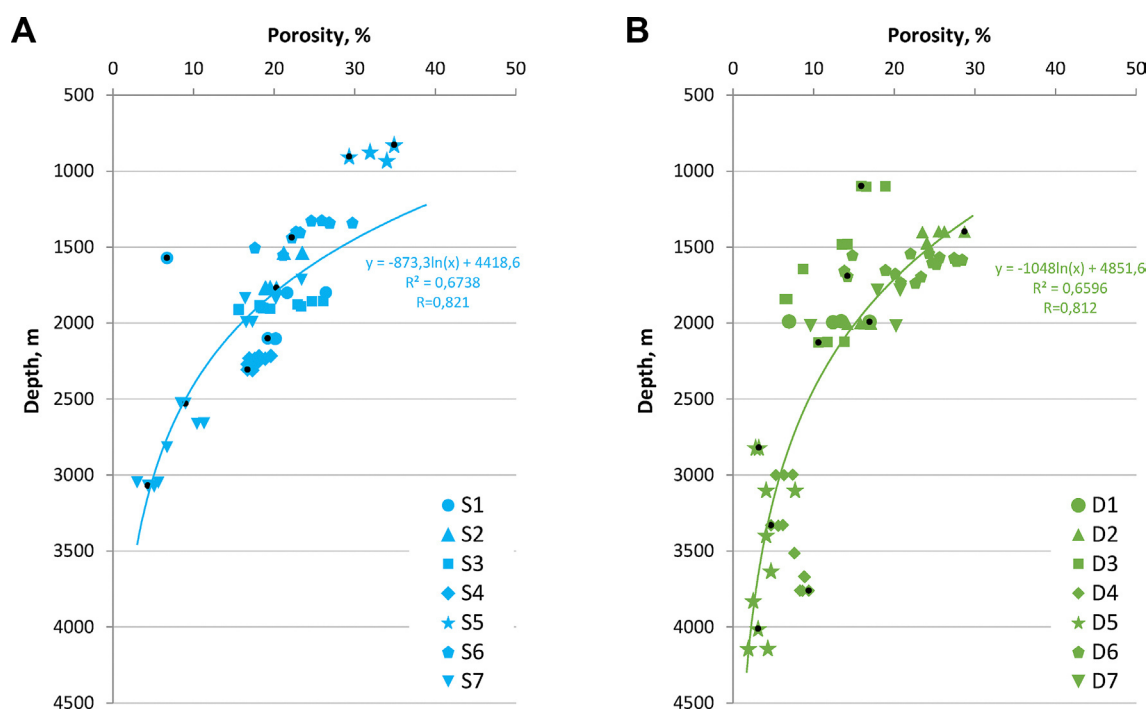 A
Porosity, %
0 10 20 30 40 50
500
1000
1500
2000
2500
3000
3500
4000
4500
Depth, m
y = -873,3ln(x) + 4418,6
R² = 0,6738
R=0,821
S1
S2
S3
S4
S5
S6
S7
B
Porosity, %
0 10 20 30 40 50
500
1000
1500
2000
2500
3000
3500
4000
4500
Depth, m
y = -1048ln(x) + 4851,6
R² = 0,6596
R=0,812
D1
D2
D3
D4
D5
D6
D7